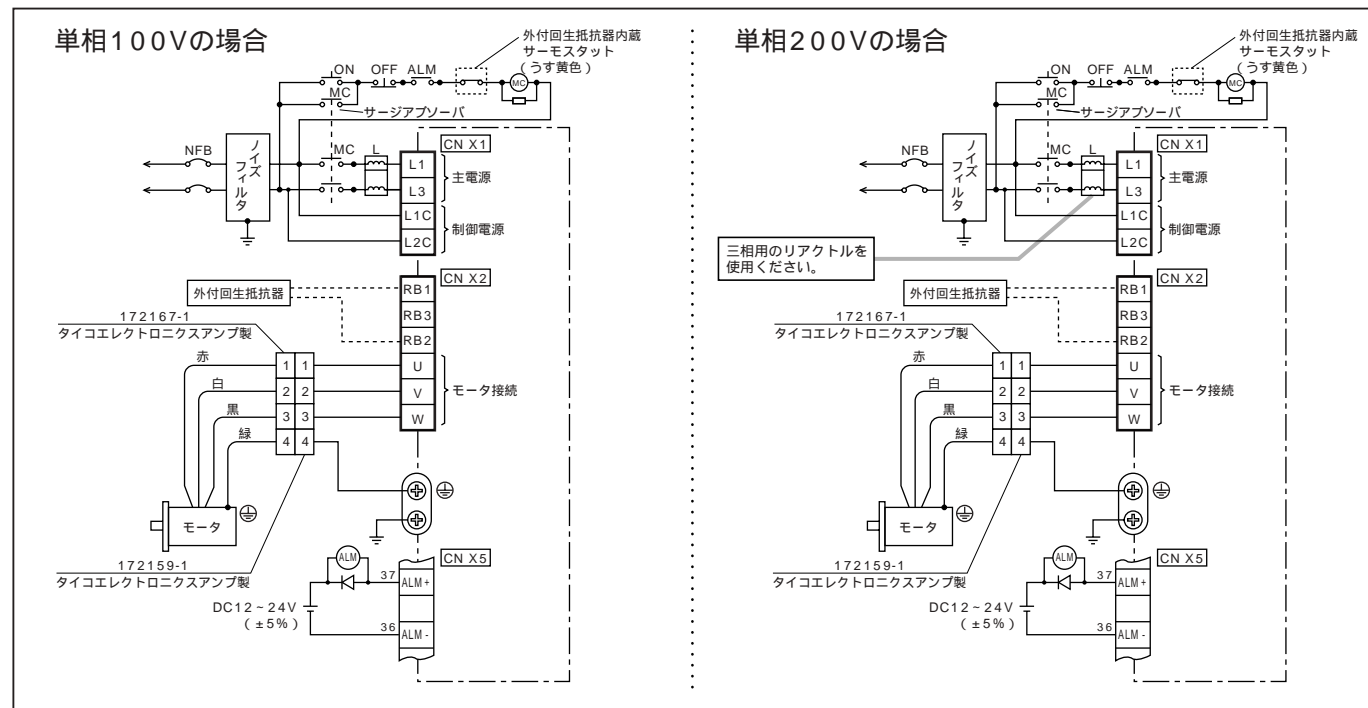 単相100Vの場合
外付回生抵抗器内蔵
サーモスタット
(うす黄色)
ON
OFF
ALM
MC
MC
サージアブソーバ
NFB
ノイズ
フィルタ
MC
L
CN X1
L1
L3
主電源
L1C
L2C
制御電源
CN X2
外付回生抵抗器
RB1
RB3
RB2
172167-1
タイコエレクトロニクスアンプ製
赤
1 1
U
白
2 2
V
モータ接続
黒
3 3
W
緑
4 4
モータ
172159-1
タイコエレクトロニクスアンプ製
ALM
CN X5
37
ALM+
DC12~24V
(±5%)
36
ALM-
単相200Vの場合
外付回生抵抗器内蔵
サーモスタット
(うす黄色)
ON
OFF
ALM
MC
MC
サージアブソーバ
NFB
ノイズ
フィルタ
MC
L
CN X1
L1
L3
主電源
L1C
L2C
制御電源
三相用のリアクトルを
使用ください。
CN X2
外付回生抵抗器
RB1
RB3
RB2
172167-1
タイコエレクトロニクスアンプ製
赤
1 1
U
白
2 2
V
モータ接続
黒
3 3
W
緑
4 4
モータ
172159-1
タイコエレクトロニクスアンプ製
ALM
CN X5
37
ALM+
DC12~24V
(±5%)
36
ALM-